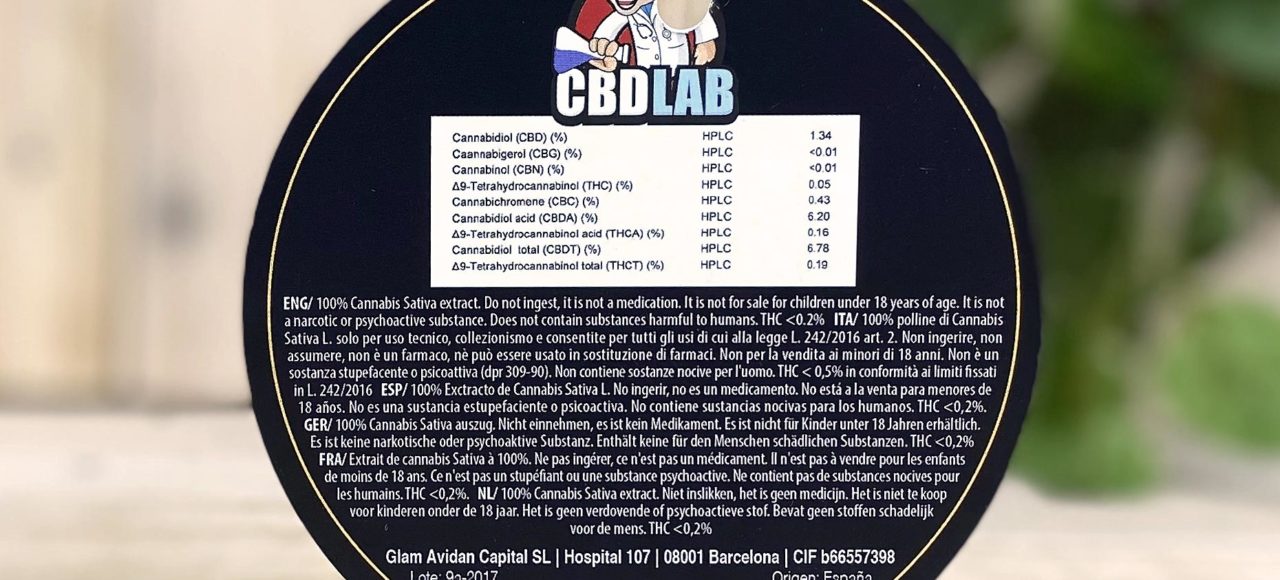 CBDLAB
Cannabidiol (CBD) (%) HPLC 1.34
Caannabigerol (CBG) (%) HPLC <0.01
Cannabinol (CBN) (%) HPLC <0.01
Δ9-Tetrahydrocannabinol (THC) (%) HPLC 0.05
Cannabichromene (CBC) (%) HPLC 0.43
Cannabidiol acid (CBDA) (%) HPLC 6.20
Δ9-Tetrahydrocannabinol acid (THCA) (%) HPLC 0.16
Cannabidiol total (CBDT) (%) HPLC 6.78
Δ9-Tetrahydrocannabinol total (THCT) (%) HPLC 0.19
ENG/ 100% Cannabis Sativa extract. Do not ingest, it is not a medication. It is not for sale for children under 18 years of age. It is not
a narcotic or psychoactive substance. Does not contain substances harmful to humans. THC <0.2% ITA/ 100% polline di Cannabis
Sativa L. solo per uso tecnico, collezionismo e consentite per tutti gli usi di cui alla legge L. 242/2016 art. 2. Non ingerire, non
assumere, non è un farmaco, nè può essere usato in sostituzione di farmaci. Non per la vendita ai minori di 18 anni. Non è un
sostanza stupefacente o psicoattiva (dpr 309-90). Non contiene sostanze nocive per l'uomo. THC < 0,5% in conformità ai limiti fissati
in L. 242/2016 ESP/ 100% Exctracto de Cannabis Sativa L. No ingerir, no es un medicamento. No está a la venta para menores de
18 años. No es una sustancia estupefaciente o psicoactiva. No contiene sustancias nocivas para los humanos. THC <0,2%.
GER/ 100% Cannabis Sativa auszug. Nicht einnehmen, es ist kein Medikament. Es ist nicht für Kinder unter 18 Jahren erhältlich.
Es ist keine narkotische oder psychoaktive Substanz. Enthält keine für den Menschen schädlichen Substanzen. THC <0,2%
FRA/ Extrait de cannabis Sativa à 100%. Ne pas ingérer, ce n'est pas un médicament. Il n'est pas à vendre pour les enfants
de moins de 18 ans. Ce n'est pas un stupéfiant ou une substance psychoactive. Ne contient pas de substances nocives pour
les humains. THC <0,2%. NL/ 100% Cannabis Sativa extract. Niet inslikken, het is geen medicijn. Het is niet te koop
voor kinderen onder de 18 jaar. Het is geen verdovende of psychoactieve stof. Bevat geen stoffen schadelijk
voor de mens. THC <0,2%
Glam Avidan Capital SL | Hospital 107 | 08001 Barcelona | CIF b66557398
Lote: 9a-2017 Origen: España